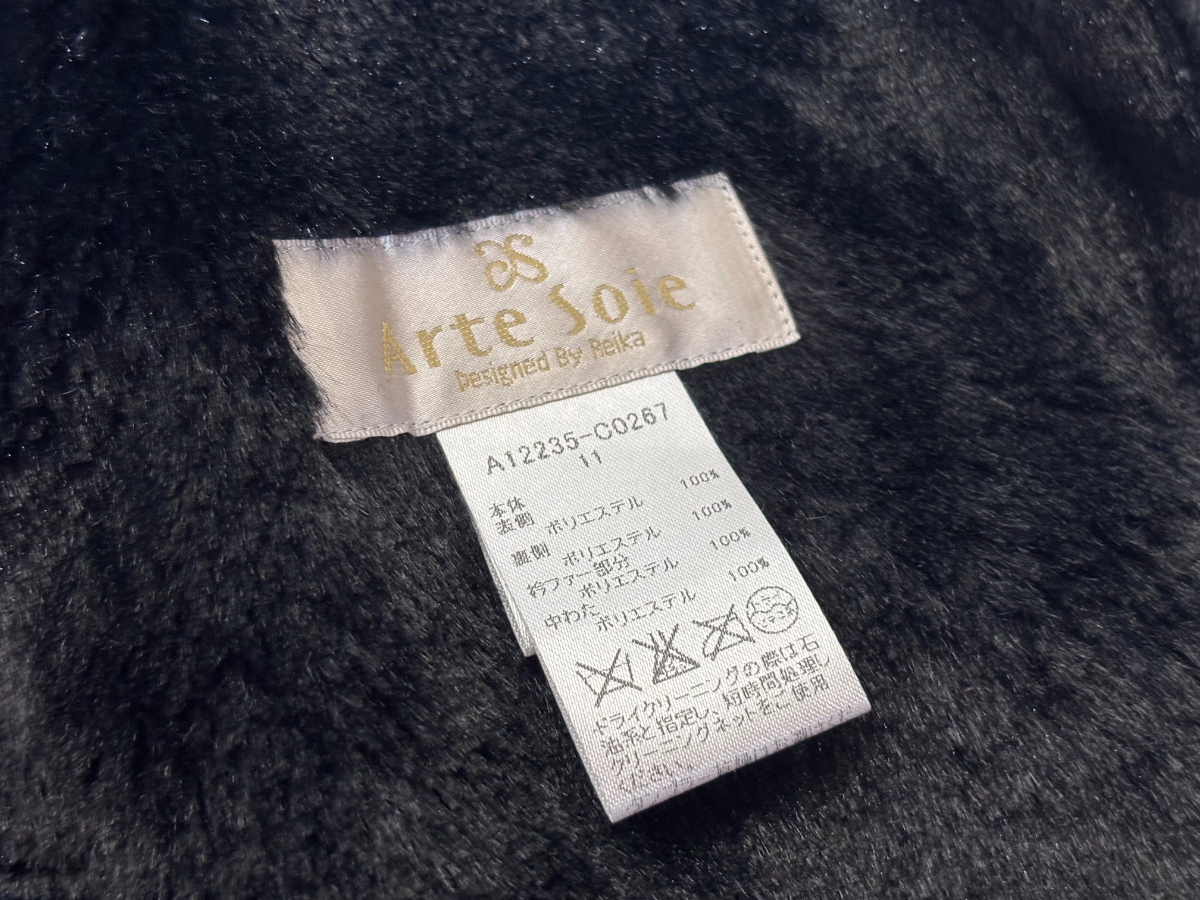 Arte Soie
Designed By Reika
A12235-C0267
11
本体
表側 ポリエステル 100%
裏側 ポリエステル 100%
衿ファー部分
ポリエステル 100%
中わた
ポリエステル 100%
ドライクリーニングの際は石
油系と指定し、短時間処理し
クリーニングネットをご使用
ください。